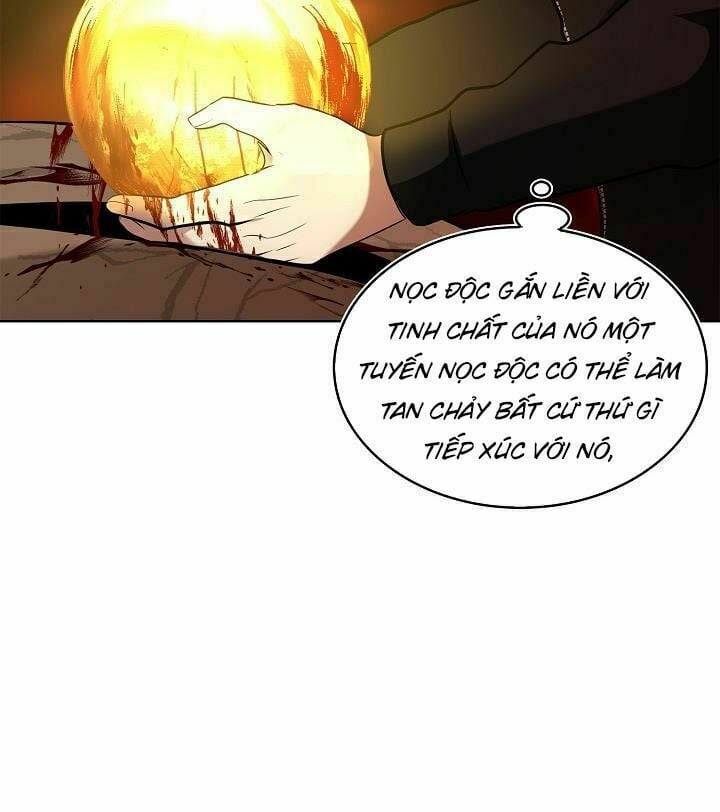 NỌC ĐỘC GẮN LIỀN VỚI
TINH CHẤT CỦA NÓ MỘT
TUYẾN NỌC ĐỘC CÓ THỂ LÀM
TAN CHẢY BẤT CỨ THỨ GÌ
TIẾP XÚC VỚI NÓ,